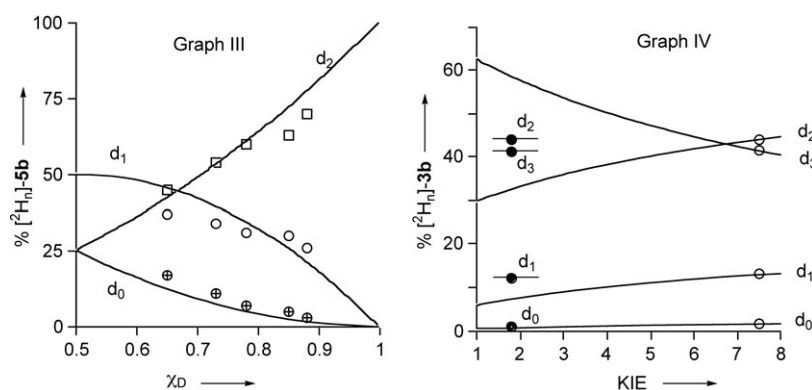 Graph III
100
75
50
25
0
% [²Hₙ]-5b
d₂
d₁
d₀
0.5 0.6 0.7 0.8 0.9 1
χD
Graph IV
60
40
20
0
% [²Hₙ]-3b
d₂
d₃
d₁
d₀
d₂
d₃
d₁
d₀
1 2 3 4 5 6 7 8
KIE